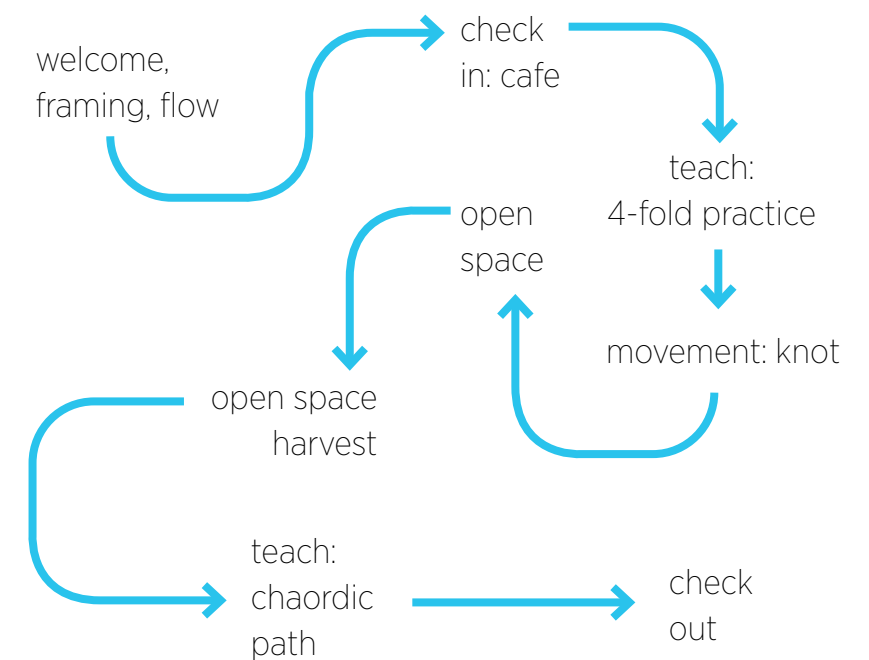 welcome,
framing, flow
check
in: cafe
teach:
4-fold practice
movement: knot
open
space
open space
harvest
teach:
chaordic
path
check
out